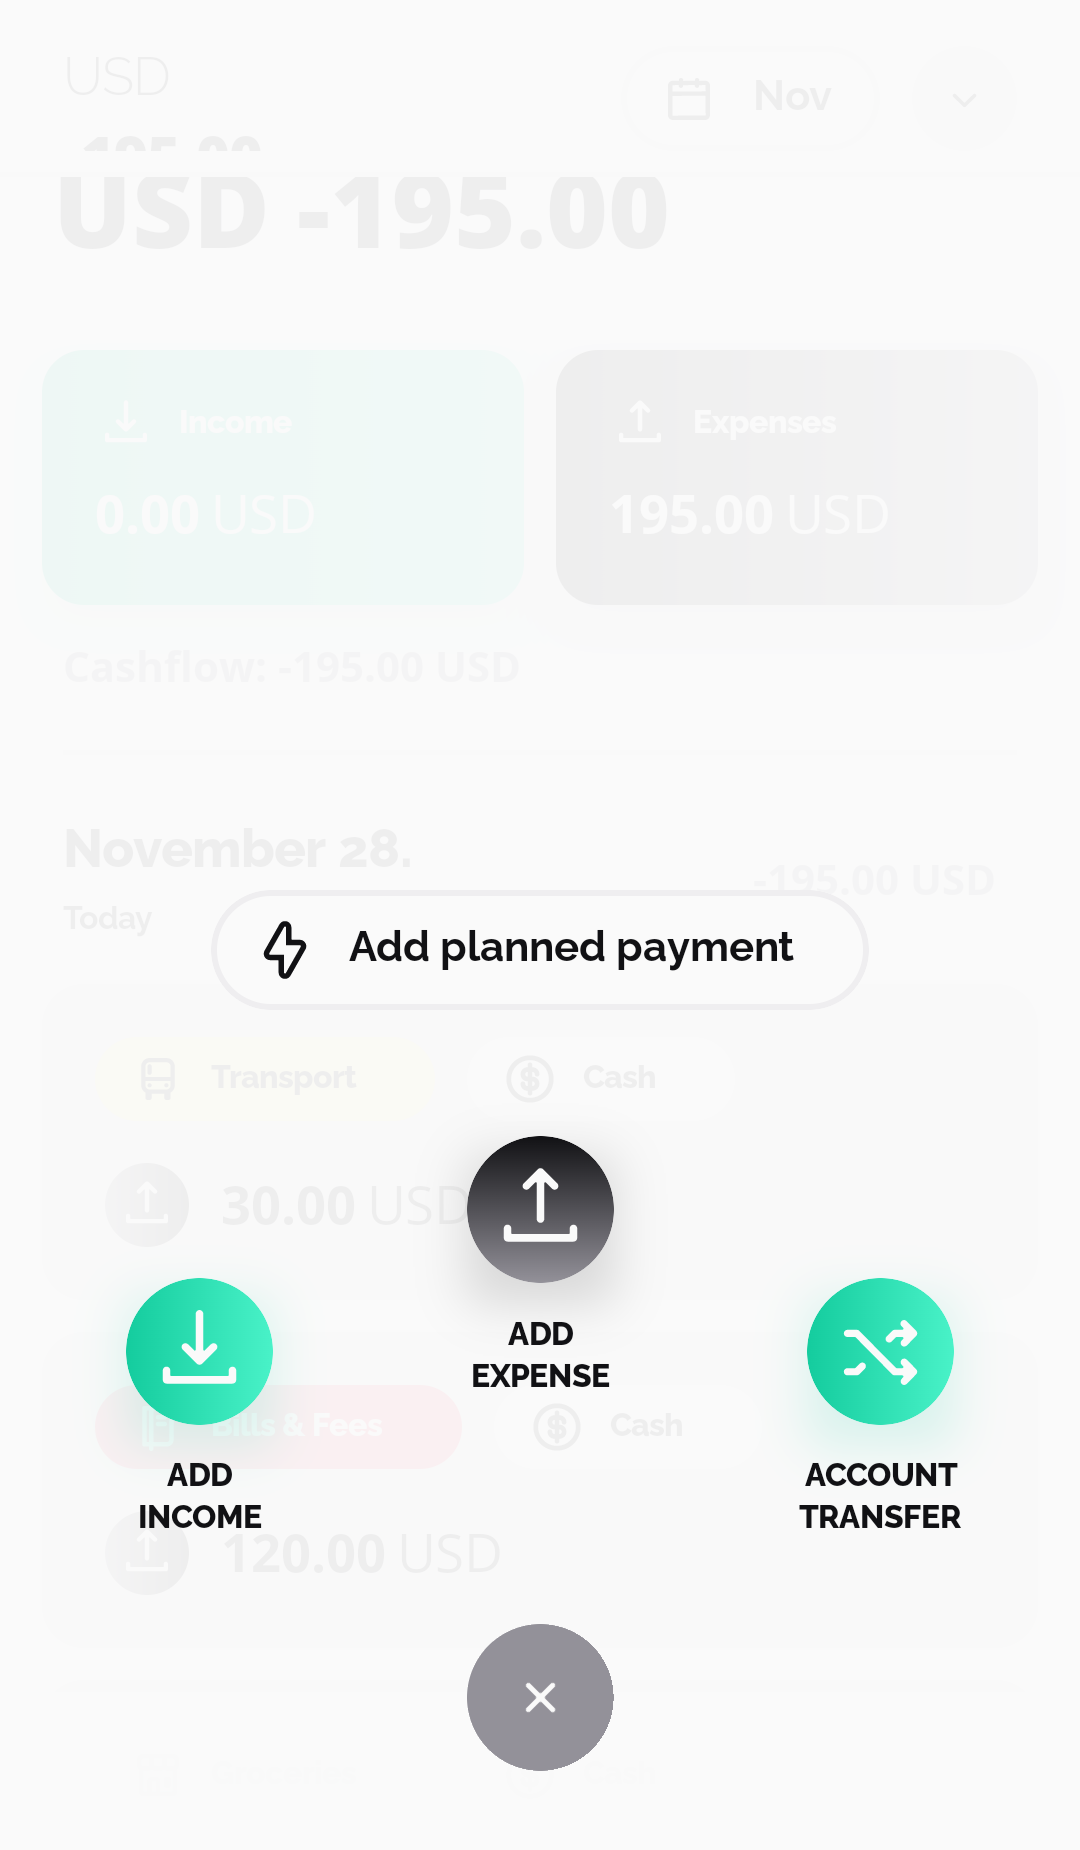 USD
Nov
USD -195.00
Income
Expenses
0.00 USD
195.00 USD
Cashflow: -195.00 USD
November 28.
-195.00 USD
Today
Add planned payment
Transport
Cash
30.00 USD
ADD
EXPENSE
Bills & Fees
Cash
ADD
INCOME
ACCOUNT
TRANSFER
120.00 USD